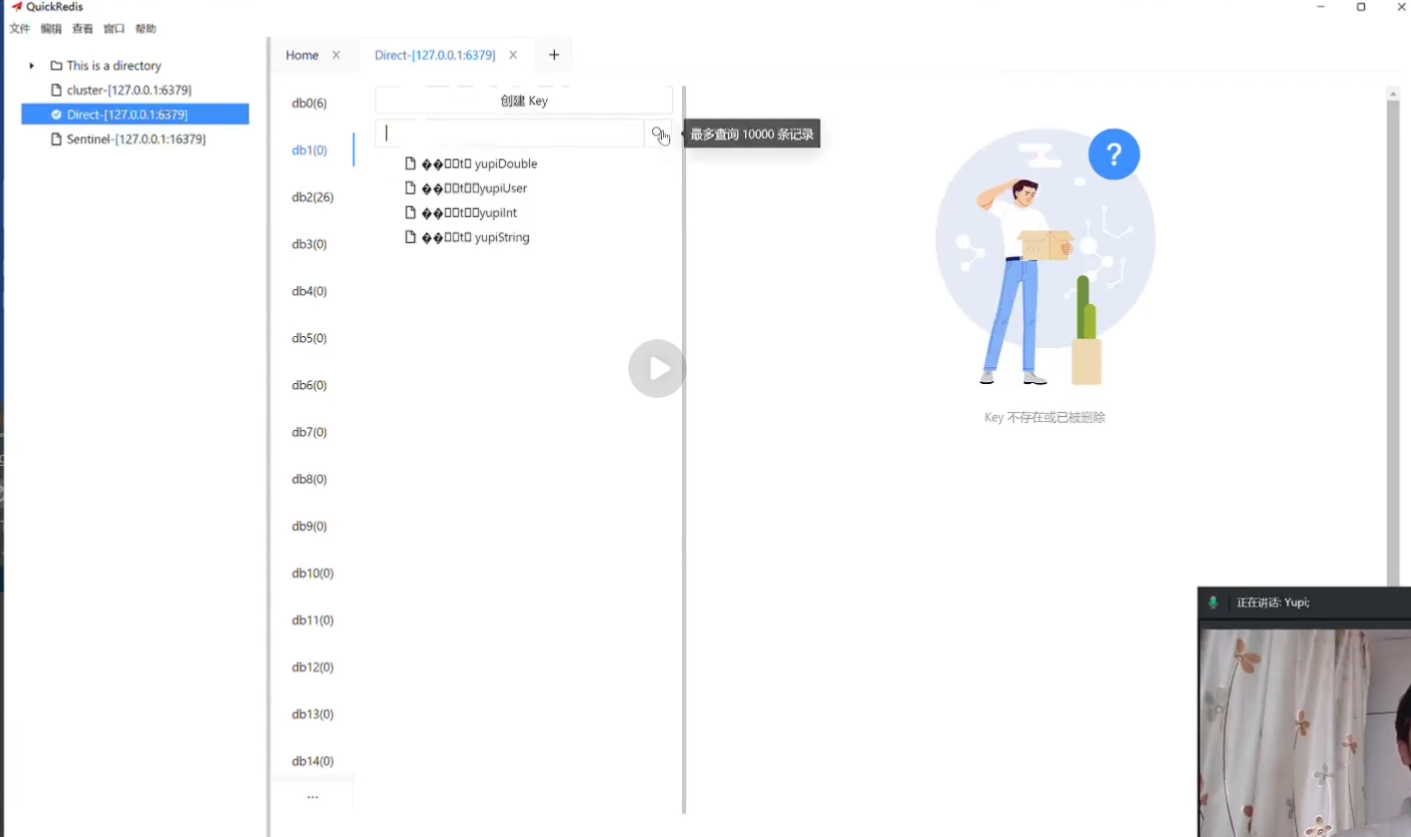 QuickRedis
文件 编辑 查看 窗口 帮助
This is a directory
cluster-[127.0.0.1:6379]
Direct-[127.0.0.1:6379]
Sentinel-[127.0.0.1:16379]
Home
Direct-[127.0.0.1:6379]
db0(6)
db1(0)
db2(26)
db3(0)
db4(0)
db5(0)
db6(0)
db7(0)
db8(0)
db9(0)
db10(0)
db11(0)
db12(0)
db13(0)
db14(0)
...
创建 Key
最多查询 10000 条记录
��□□t□ yupiDouble
��□□t□□yupiUser
��□□t□□yupiInt
��□□t□ yupiString
?
Key 不存在或已被删除
正在讲话: Yupi;